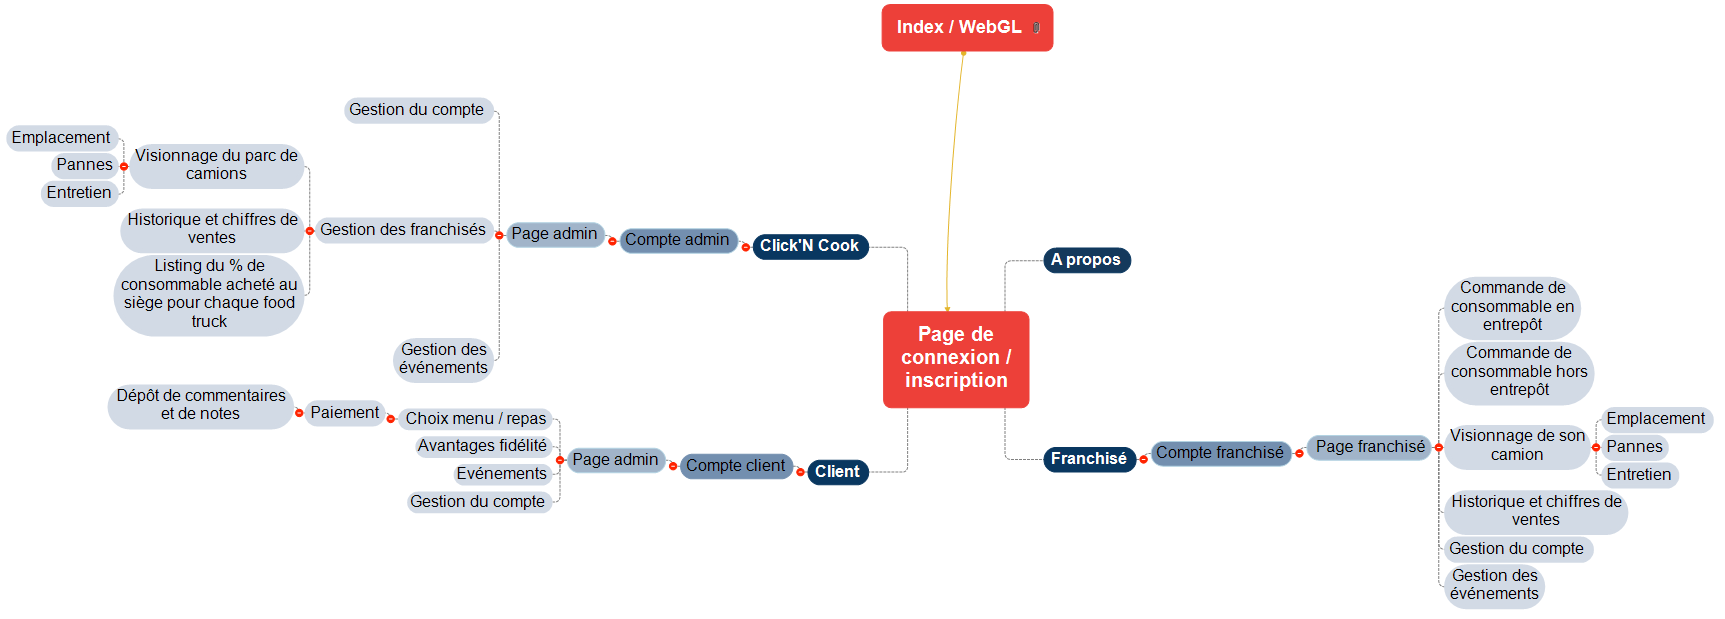 Index / WebGL
Gestion du compte
Emplacement
Pannes
Entretien
Visionnage du parc de
camions
Historique et chiffres de
ventes
Listing du % de
consommable acheté au
siège pour chaque food
truck
Gestion des franchisés
Page admin
Compte admin
Click'N Cook
Gestion des
événements
A propos
Page de
connexion /
inscription
Dépôt de commentaires
et de notes
Paiement
Choix menu / repas
Avantages fidélité
Evénements
Gestion du compte
Page admin
Compte client
Client
Franchisé
Compte franchisé
Page franchisé
Commande de
consommable en
entrepôt
Commande de
consommable hors
entrepôt
Visionnage de son
camion
Emplacement
Pannes
Entretien
Historique et chiffres de
ventes
Gestion du compte
Gestion des
événements